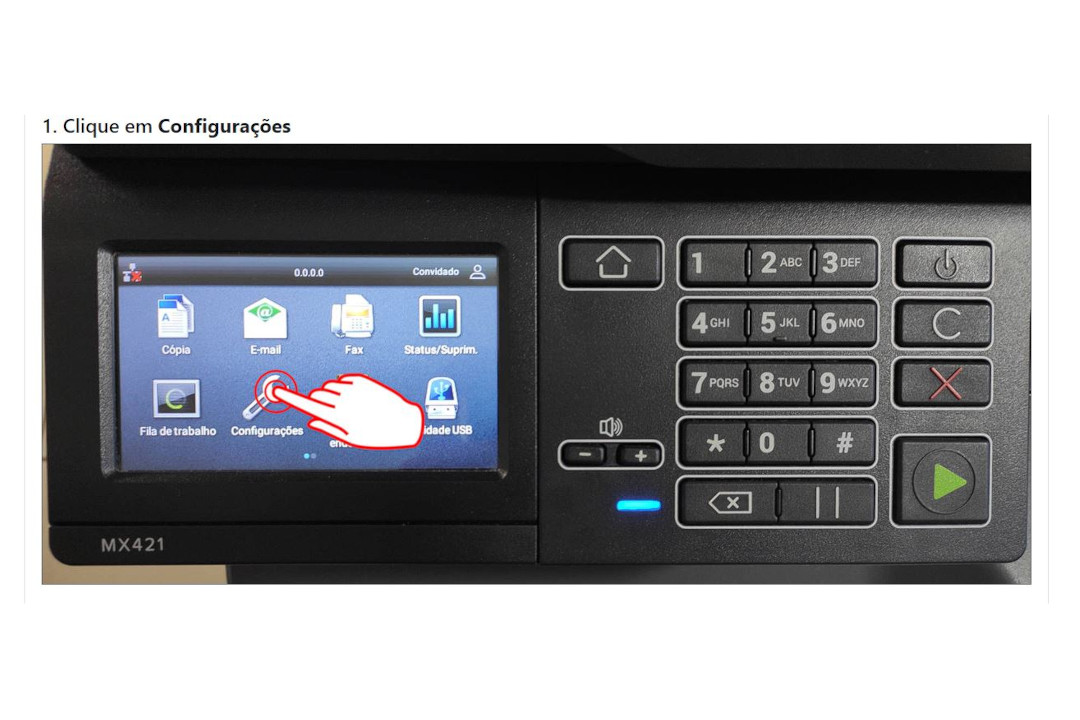 1. Clique em Configurações
0.0.0.0
Convidado
Cópia
E-mail
Fax
Status/Suprim.
Fila de trabalho
Configurações
idade USB
1
2 ABC
3 DEF
4 GHI
5 JKL
6 MNO
7 PQRS
8 TUV
9 WXYZ
* 0 #
C
- +
MX421